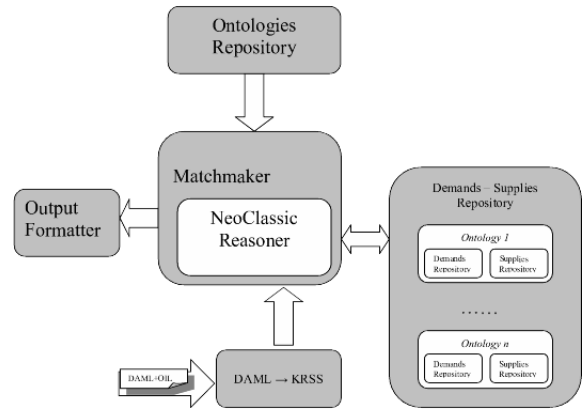 Ontologies
Repository
Matchmaker
NeoClassic
Reasoner
Output
Formatter
Demands – Supplies
Repository
Ontology 1
Demands
Repository
Supplies
Repository
......
Ontology n
Demands
Repository
Supplies
Repository
DAML+OIL
DAML → KRSS